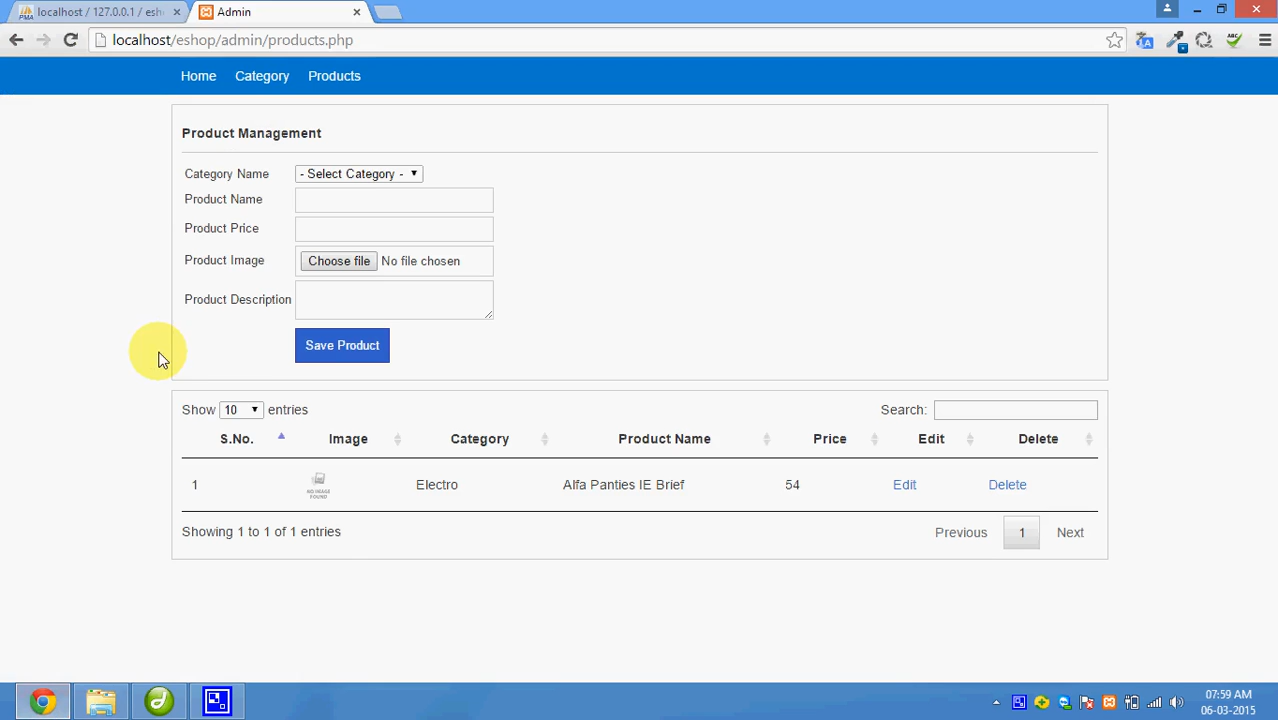 localhost / 127.0.0.1 / esh
Admin
localhost/eshop/admin/products.php
Home Category Products
Product Management
Category Name - Select Category -
Product Name
Product Price
Product Image Choose file No file chosen
Product Description
Save Product
Show 10 entries Search:
S.No. Image Category Product Name Price Edit Delete
1 NO IMAGE FOUND Electro Alfa Panties IE Brief 54 Edit Delete
Showing 1 to 1 of 1 entries Previous 1 Next
07:59 AM
06-03-2015